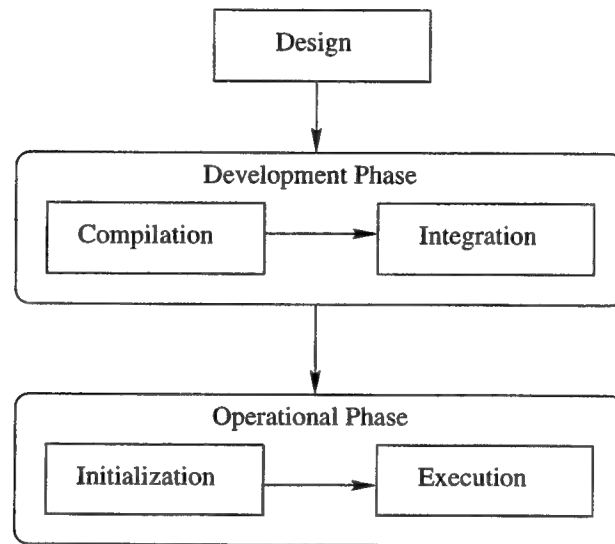 Design
Development Phase
Compilation
Integration
Operational Phase
Initialization
Execution